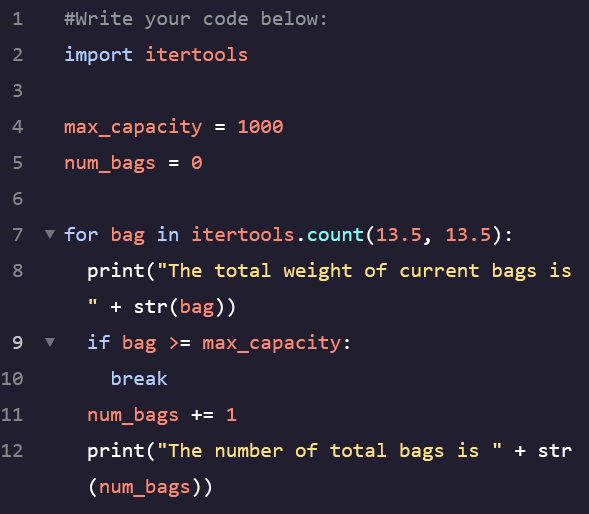 1 #Write your code below:
2 import itertools
3
4 max_capacity = 1000
5 num_bags = 0
6
7 ▼ for bag in itertools.count(13.5, 13.5):
8 print("The total weight of current bags is
" + str(bag))
9 ▼ if bag >= max_capacity:
10 break
11 num_bags += 1
12 print("The number of total bags is " + str
(num_bags))